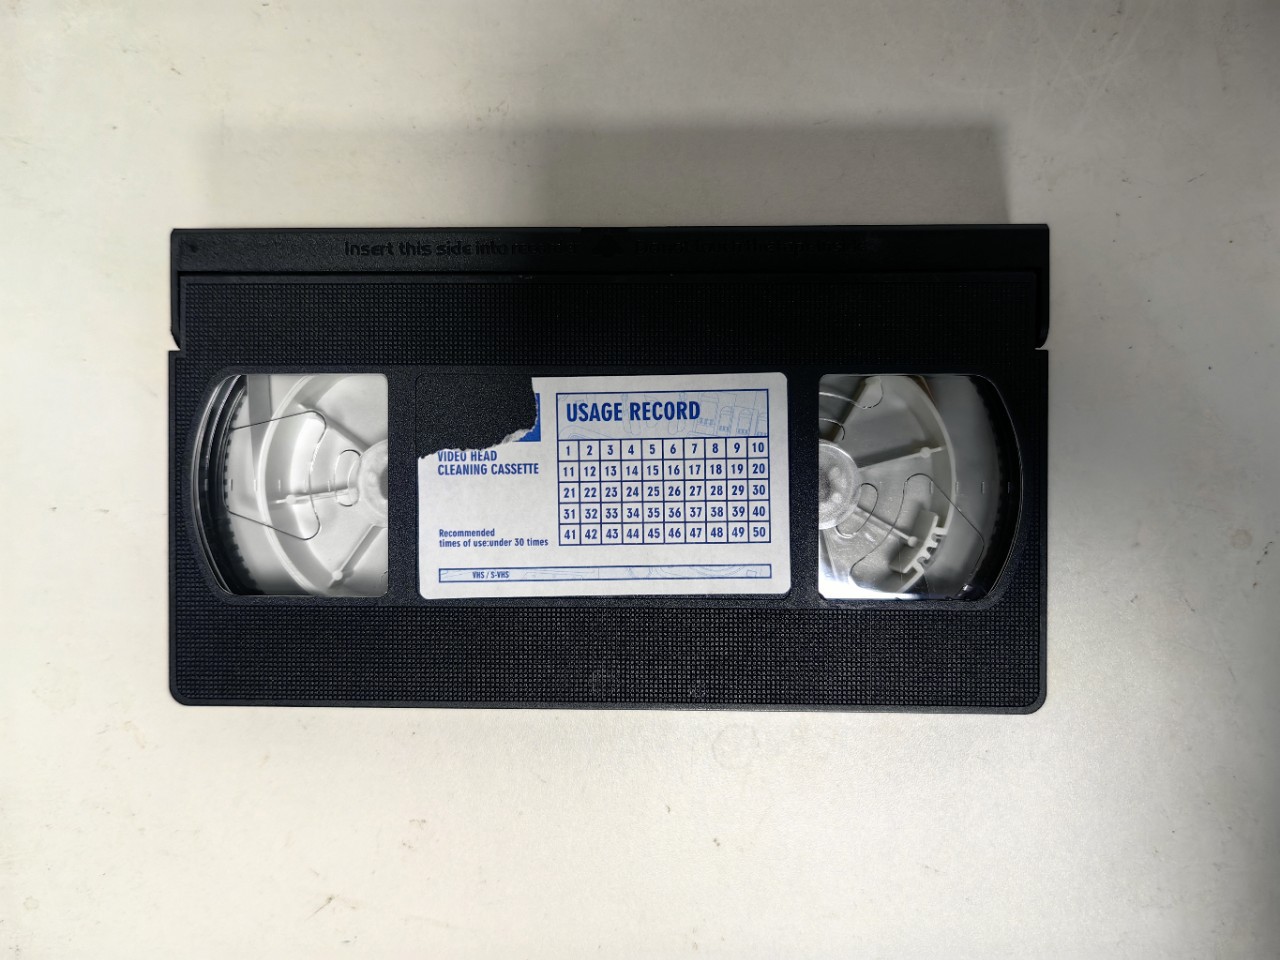 Insert this side into
USAGE RECORD
VIDEO HEAD
CLEANING CASSETTE
1 2 3 4 5 6 7 8 9 10
11 12 13 14 15 16 17 18 19 20
21 22 23 24 25 26 27 28 29 30
31 32 33 34 35 36 37 38 39 40
41 42 43 44 45 46 47 48 49 50
Recommended
times of use:under 30 times
VHS / S-VHS